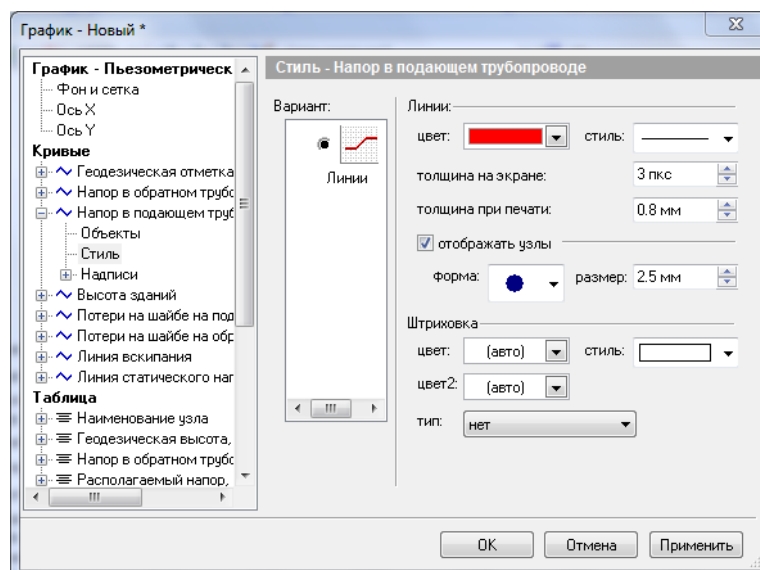 График - Новый *
График - Пьезометрическ
Фон и сетка
Ось X
Ось Y
Кривые
Геодезическая отметка
Напор в обратном трубо
Напор в подающем труб
Объекты
Стиль
Надписи
Высота зданий
Потери на шайбе на под
Потери на шайбе на обр
Линия вскипания
Линия статического нап
Таблица
Наименование узла
Геодезическая высота,
Напор в обратном трубо
Располагаемый напор,
Стиль - Напор в подающем трубопроводе
Вариант:
Линии
Линии:
цвет: стиль:
толщина на экране: 3 пкс
толщина при печати: 0.8 мм
отображать узлы
форма: размер: 2.5 мм
Штриховка
цвет: (авто) стиль:
цвет2: (авто)
тип: нет
OK Отмена Применить